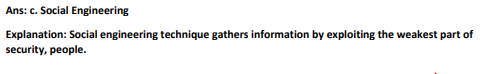 Ans: c. Social Engineering
Explanation: Social engineering technique gathers information by exploiting the weakest part of
security, people.